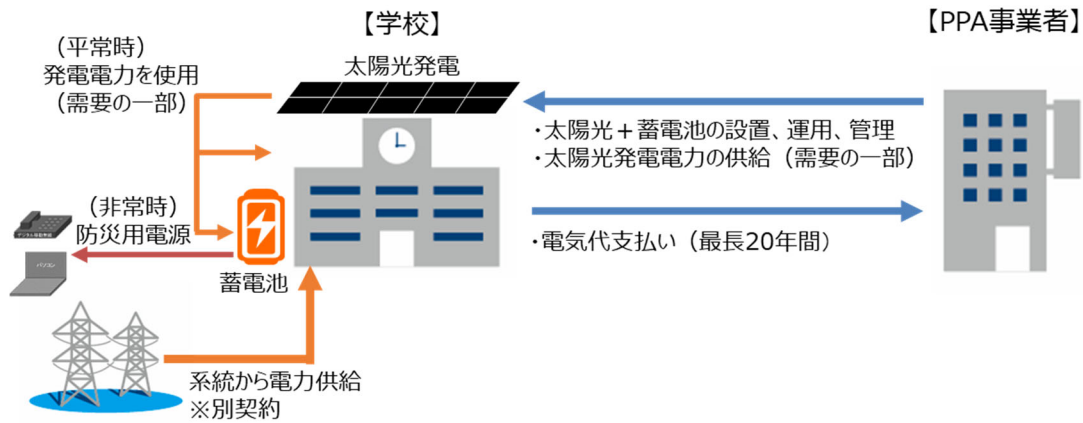 【学校】
【PPA事業者】
（平常時）
発電電力を使用
（需要の一部）
太陽光発電
・太陽光＋蓄電池の設置、運用、管理
・太陽光発電電力の供給（需要の一部）
（非常時）
防災用電源
パソコン
蓄電池
・電気代支払い（最長20年間）
系統から電力供給
※別契約